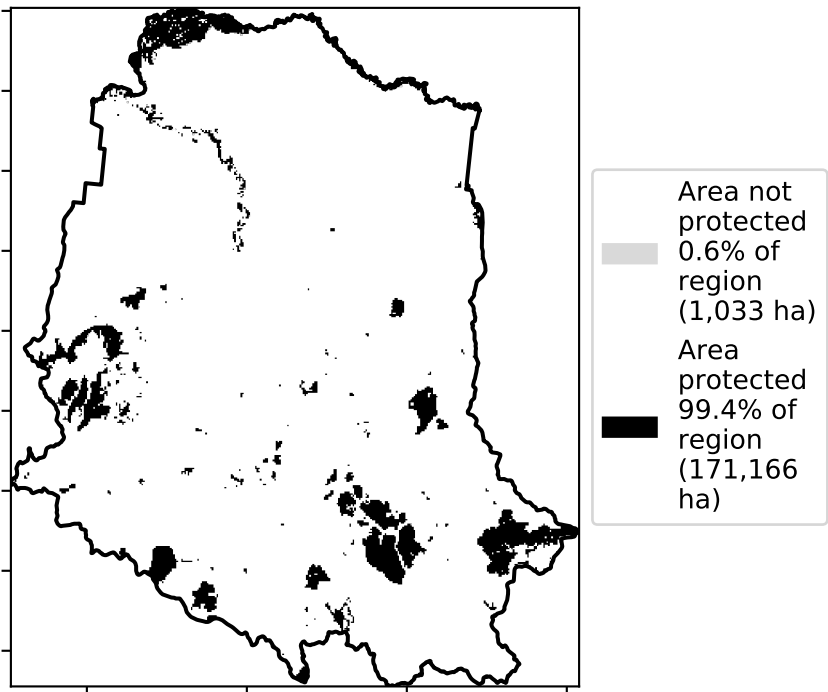 Area not
protected
0.6% of
region
(1,033 ha)
Area
protected
99.4% of
region
(171,166
ha)